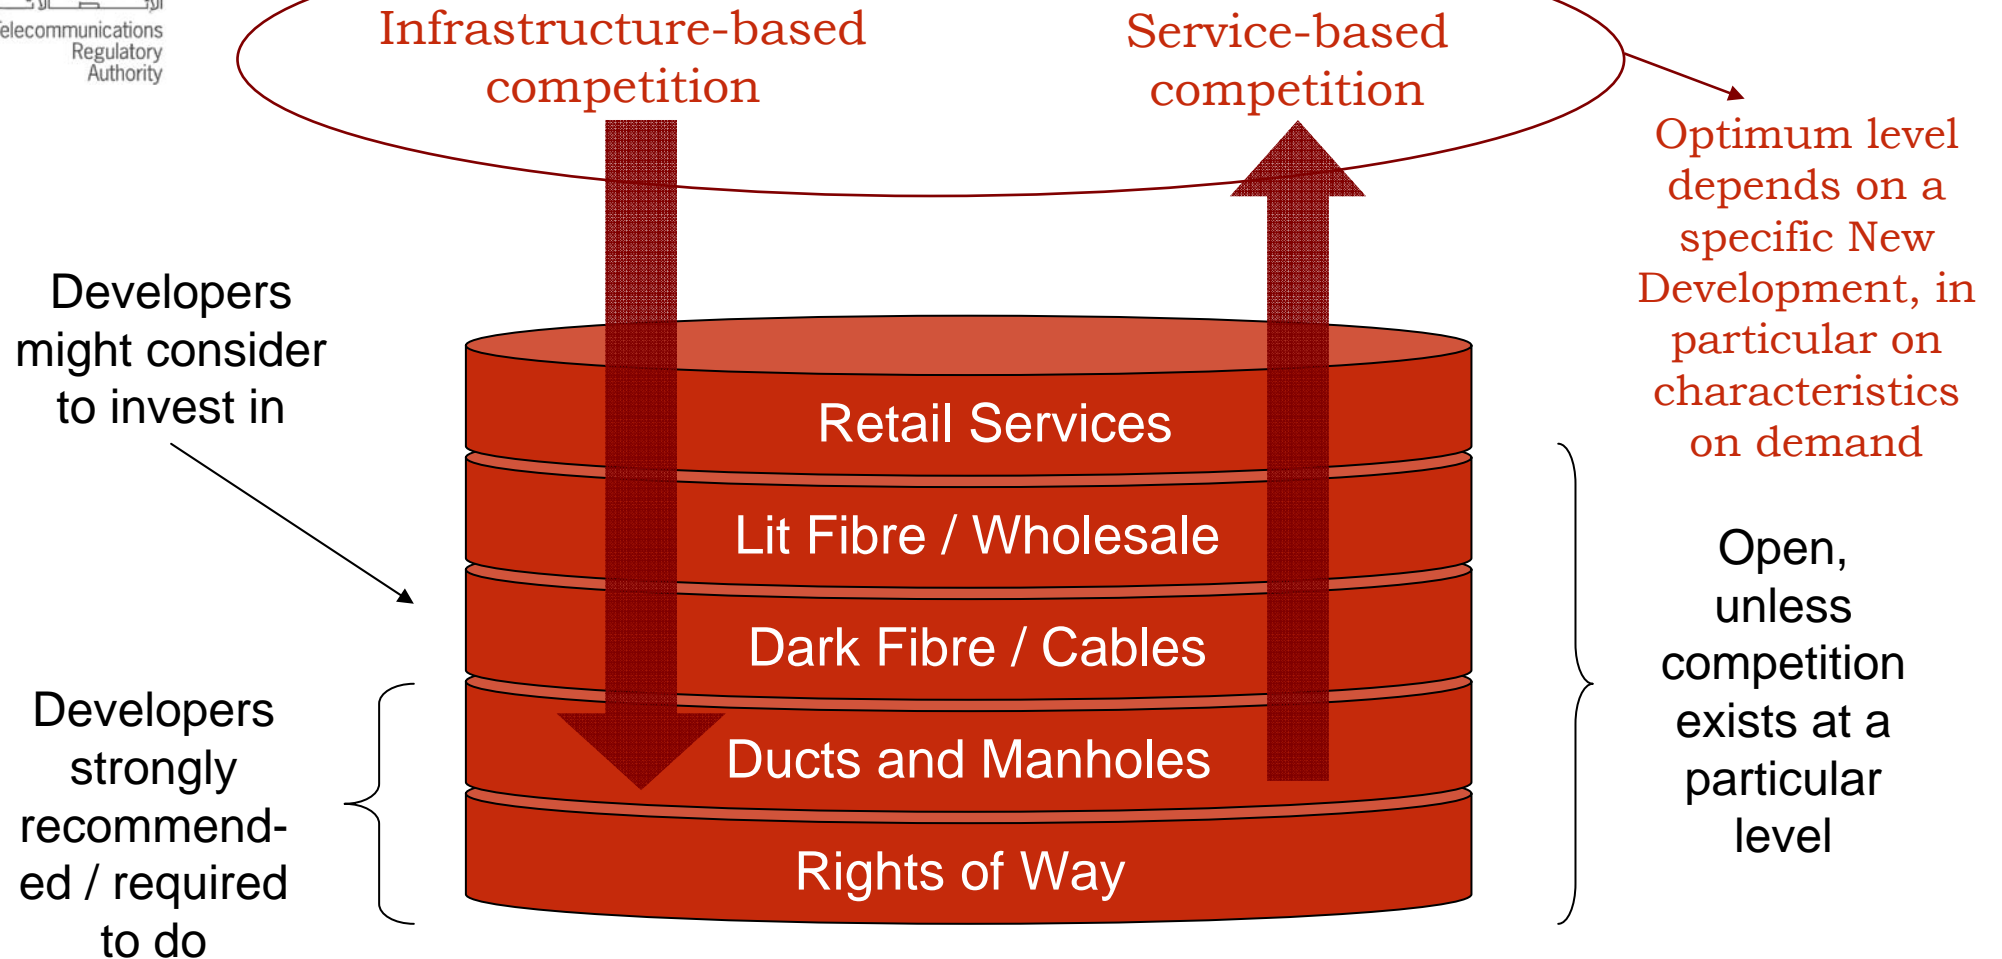 Telecommunications
Regulatory
Authority
Infrastructure-based
competition
Service-based
competition
Optimum level
depends on a
specific New
Development, in
particular on
characteristics
on demand
Developers
might consider
to invest in
Retail Services
Lit Fibre / Wholesale
Dark Fibre / Cables
Ducts and Manholes
Rights of Way
Developers
strongly
recommend-
ed / required
to do
Open,
unless
competition
exists at a
particular
level